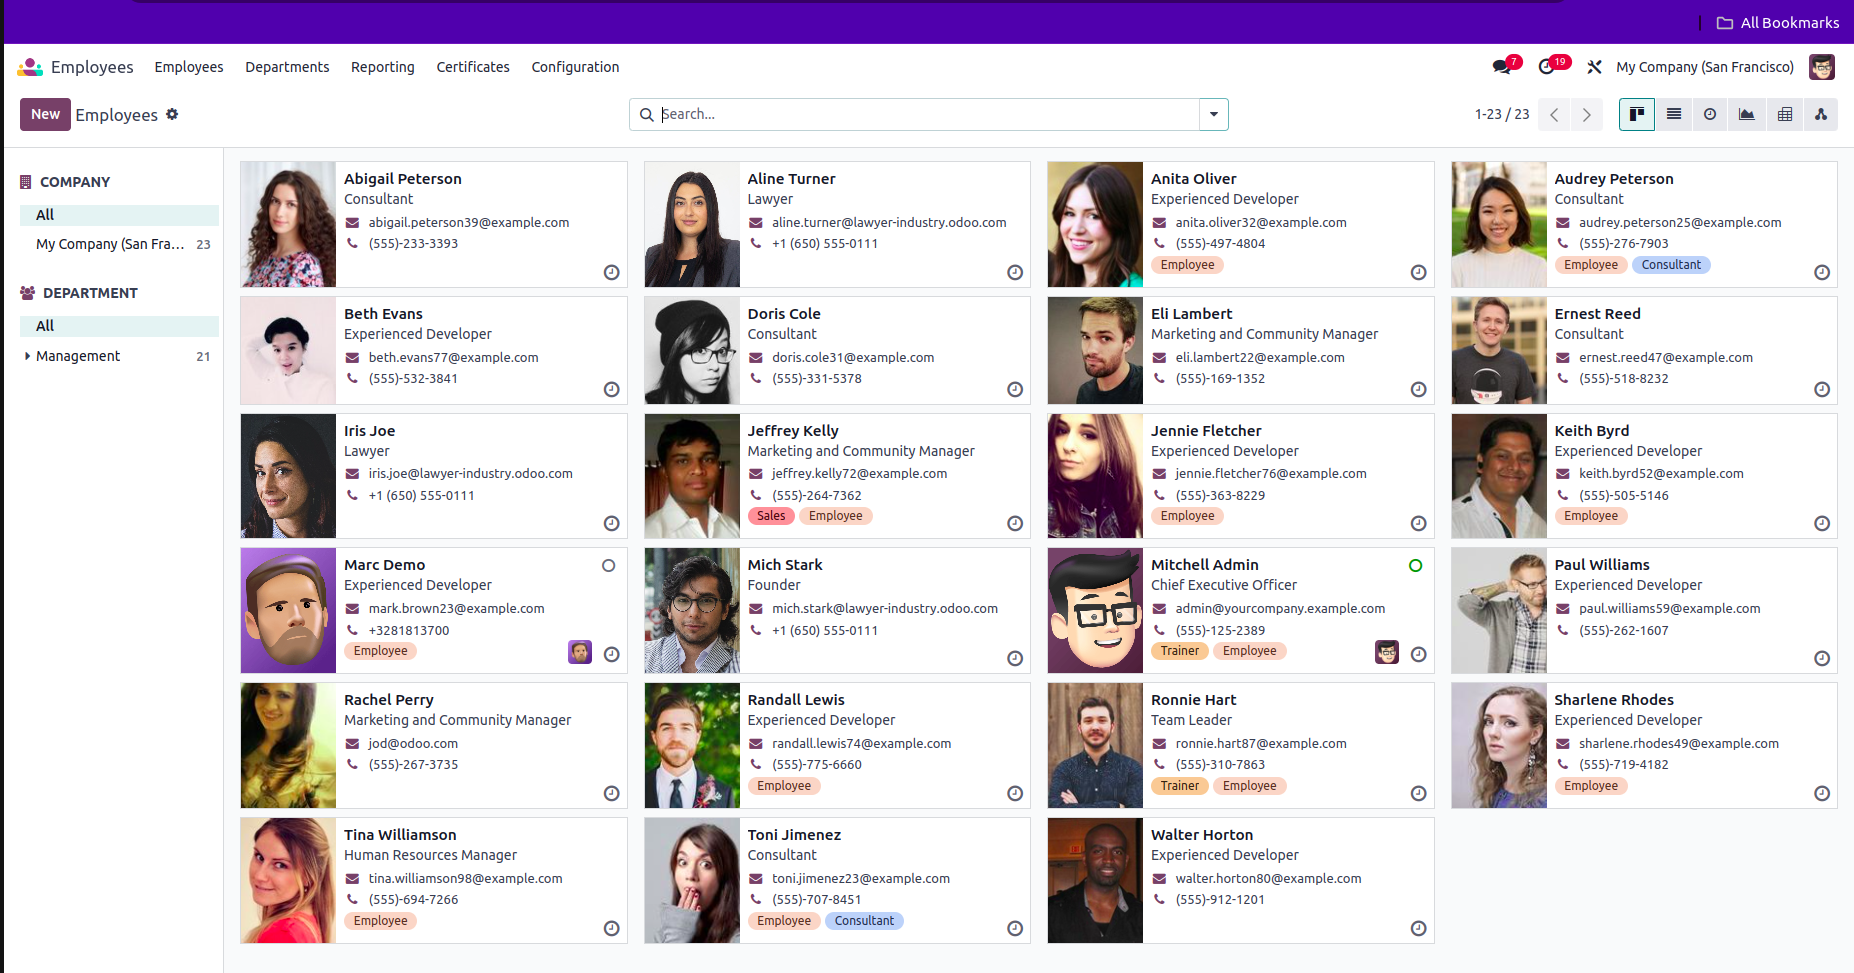 All Bookmarks
Employees Employees Departments Reporting Certificates Configuration 7 19 My Company (San Francisco)
New Employees Search... 1-23 / 23
COMPANY
All
My Company (San Fra... 23
DEPARTMENT
All
Management 21
Abigail Peterson
Consultant
abigail.peterson39@example.com
(555)-233-3393
Aline Turner
Lawyer
aline.turner@lawyer-industry.odoo.com
+1 (650) 555-0111
Anita Oliver
Experienced Developer
anita.oliver32@example.com
(555)-497-4804
Employee
Audrey Peterson
Consultant
audrey.peterson25@example.com
(555)-276-7903
Employee Consultant
Beth Evans
Experienced Developer
beth.evans77@example.com
(555)-532-3841
Doris Cole
Consultant
doris.cole31@example.com
(555)-331-5378
Eli Lambert
Marketing and Community Manager
eli.lambert22@example.com
(555)-169-1352
Ernest Reed
Consultant
ernest.reed47@example.com
(555)-518-8232
Iris Joe
Lawyer
iris.joe@lawyer-industry.odoo.com
+1 (650) 555-0111
Jeffrey Kelly
Marketing and Community Manager
jeffrey.kelly72@example.com
(555)-264-7362
Sales Employee
Jennie Fletcher
Experienced Developer
jennie.fletcher76@example.com
(555)-363-8229
Employee
Keith Byrd
Experienced Developer
keith.byrd52@example.com
(555)-505-5146
Employee
Marc Demo
Experienced Developer
mark.brown23@example.com
+3281813700
Employee
Mich Stark
Founder
mich.stark@lawyer-industry.odoo.com
+1 (650) 555-0111
Mitchell Admin
Chief Executive Officer
admin@yourcompany.example.com
(555)-125-2389
Trainer Employee
Paul Williams
Experienced Developer
paul.williams59@example.com
(555)-262-1607
Rachel Perry
Marketing and Community Manager
jod@odoo.com
(555)-267-3735
Randall Lewis
Experienced Developer
randall.lewis74@example.com
(555)-775-6660
Employee
Ronnie Hart
Team Leader
ronnie.hart87@example.com
(555)-310-7863
Trainer Employee
Sharlene Rhodes
Experienced Developer
sharlene.rhodes49@example.com
(555)-719-4182
Employee
Tina Williamson
Human Resources Manager
tina.williamson98@example.com
(555)-694-7266
Employee
Toni Jimenez
Consultant
toni.jimenez23@example.com
(555)-707-8451
Employee Consultant
Walter Horton
Experienced Developer
walter.horton80@example.com
(555)-912-1201